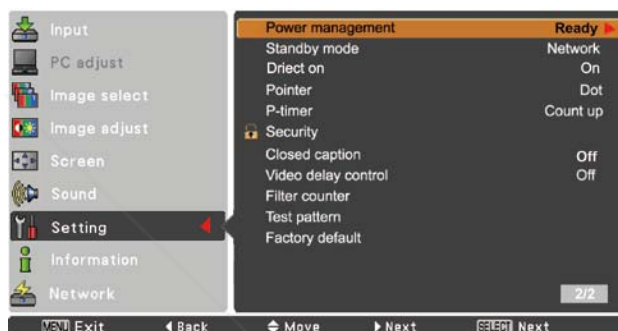 Input
PC adjust
Image select
Image adjust
Screen
Sound
Setting
Information
Network
Power management Ready
Standby mode Network
Driect on On
Pointer Dot
P-timer Count up
Security
Closed caption Off
Video delay control Off
Filter counter
Test pattern
Factory default
2/2
MENU Exit Back Move Next SELECT Next